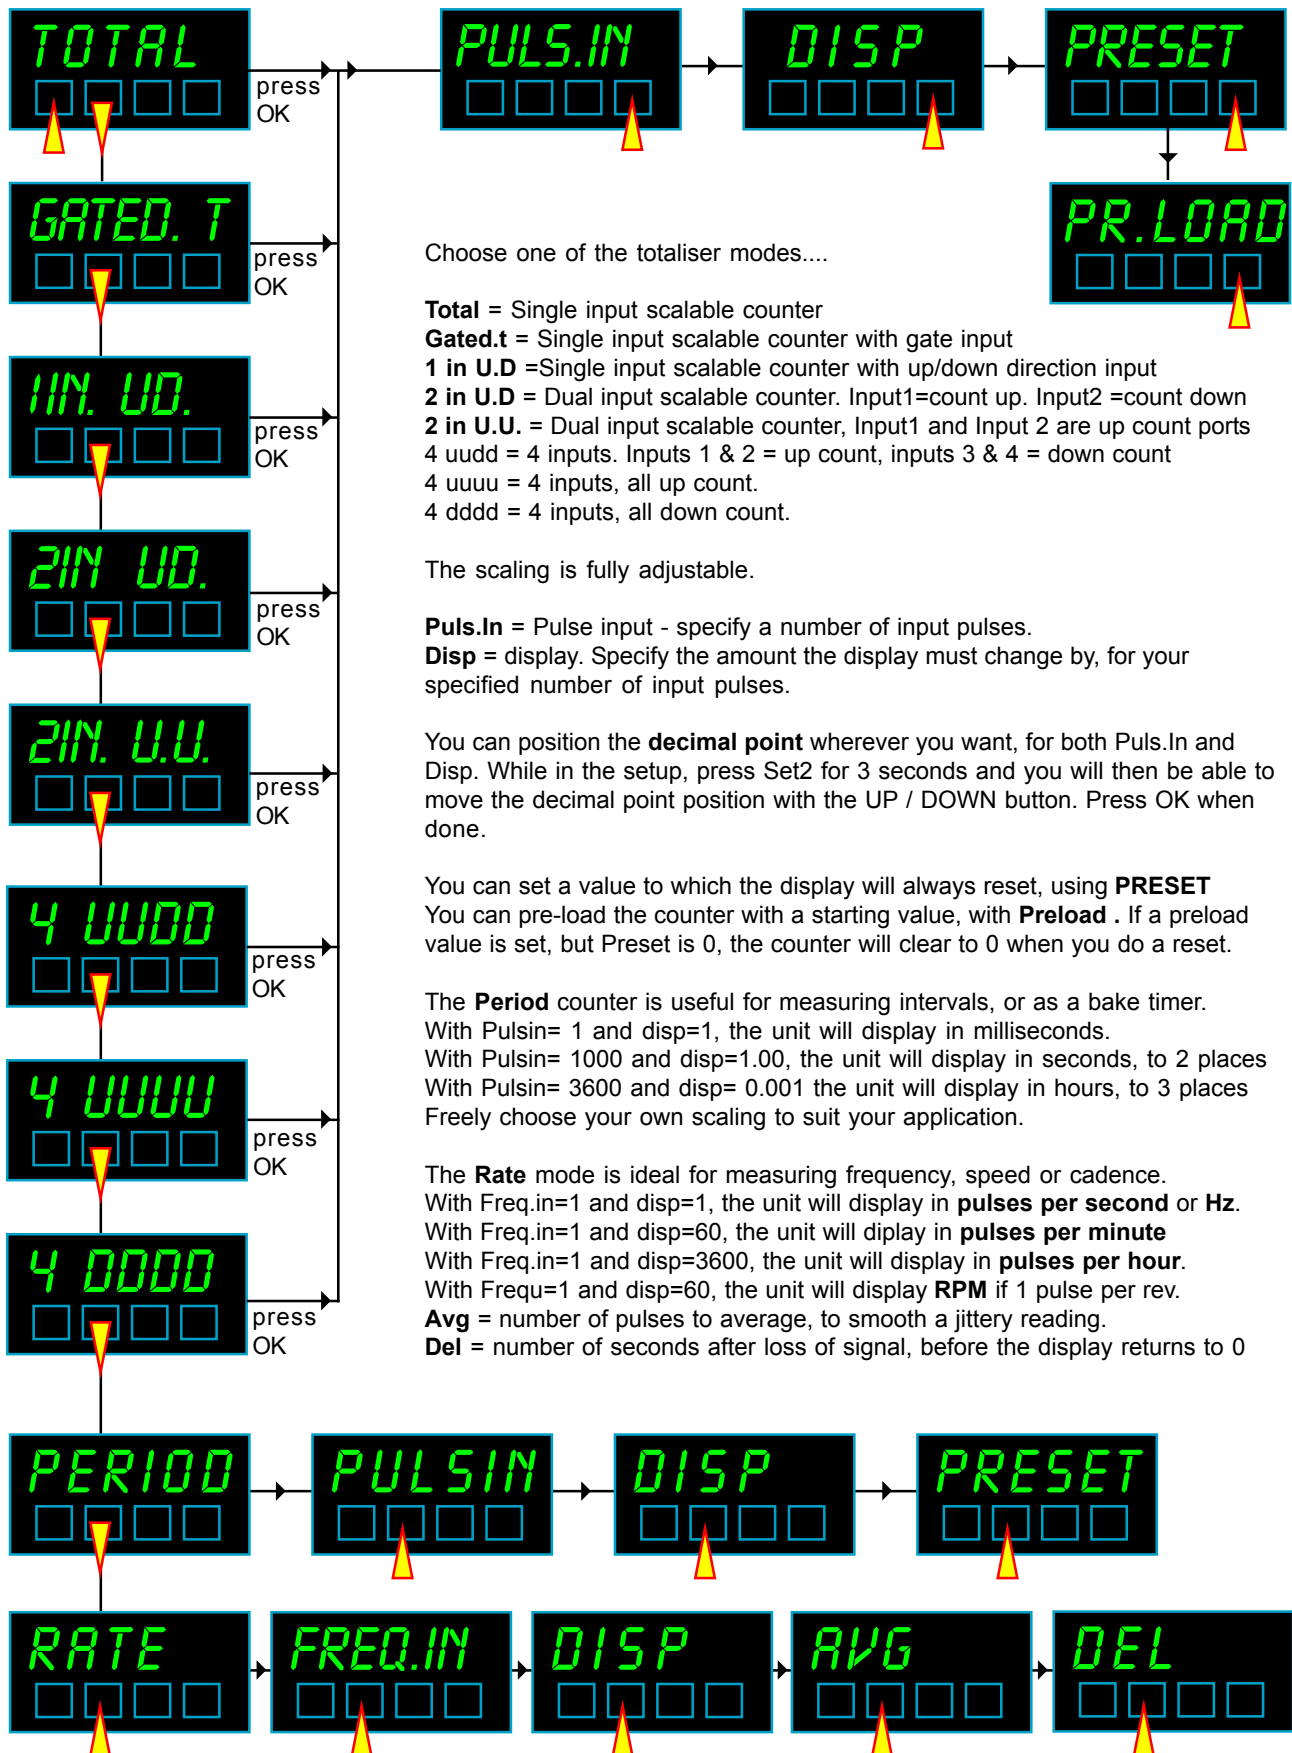 TOTAL
press
OK
PULS.IN
DISP
PRESET
GATED. T
press
OK
PR.LOAD
Choose one of the totaliser modes....
Total = Single input scalable counter
Gated.t = Single input scalable counter with gate input
1 in U.D =Single input scalable counter with up/down direction input
2 in U.D = Dual input scalable counter. Input1=count up. Input2 =count down
2 in U.U. = Dual input scalable counter, Input1 and Input 2 are up count ports
4 uudd = 4 inputs. Inputs 1 & 2 = up count, inputs 3 & 4 = down count
4 uuuu = 4 inputs, all up count.
4 dddd = 4 inputs, all down count.
The scaling is fully adjustable.
Puls.In = Pulse input - specify a number of input pulses.
Disp = display. Specify the amount the display must change by, for your
specified number of input pulses.
You can position the decimal point wherever you want, for both Puls.In and
Disp. While in the setup, press Set2 for 3 seconds and you will then be able to
move the decimal point position with the UP / DOWN button. Press OK when
done.
You can set a value to which the display will always reset, using PRESET
You can pre-load the counter with a starting value, with Preload . If a preload
value is set, but Preset is 0, the counter will clear to 0 when you do a reset.
The Period counter is useful for measuring intervals, or as a bake timer.
With Pulsin= 1 and disp=1, the unit will display in milliseconds.
With Pulsin= 1000 and disp=1.00, the unit will display in seconds, to 2 places
With Pulsin= 3600 and disp= 0.001 the unit will display in hours, to 3 places
Freely choose your own scaling to suit your application.
The Rate mode is ideal for measuring frequency, speed or cadence.
With Freq.in=1 and disp=1, the unit will display in pulses per second or Hz.
With Freq.in=1 and disp=60, the unit will diplay in pulses per minute
With Freq.in=1 and disp=3600, the unit will display in pulses per hour.
With Frequ=1 and disp=60, the unit will display RPM if 1 pulse per rev.
Avg = number of pulses to average, to smooth a jittery reading.
Del = number of seconds after loss of signal, before the display returns to 0
1IN. UD.
press
OK
2IN UD.
press
OK
2IN. U.U.
press
OK
4 UUDD
press
OK
4 UUUU
press
OK
4 DDDD
press
OK
PERIOD
PULSIN
DISP
PRESET
RATE
FREQ.IN
DISP
AVG
DEL